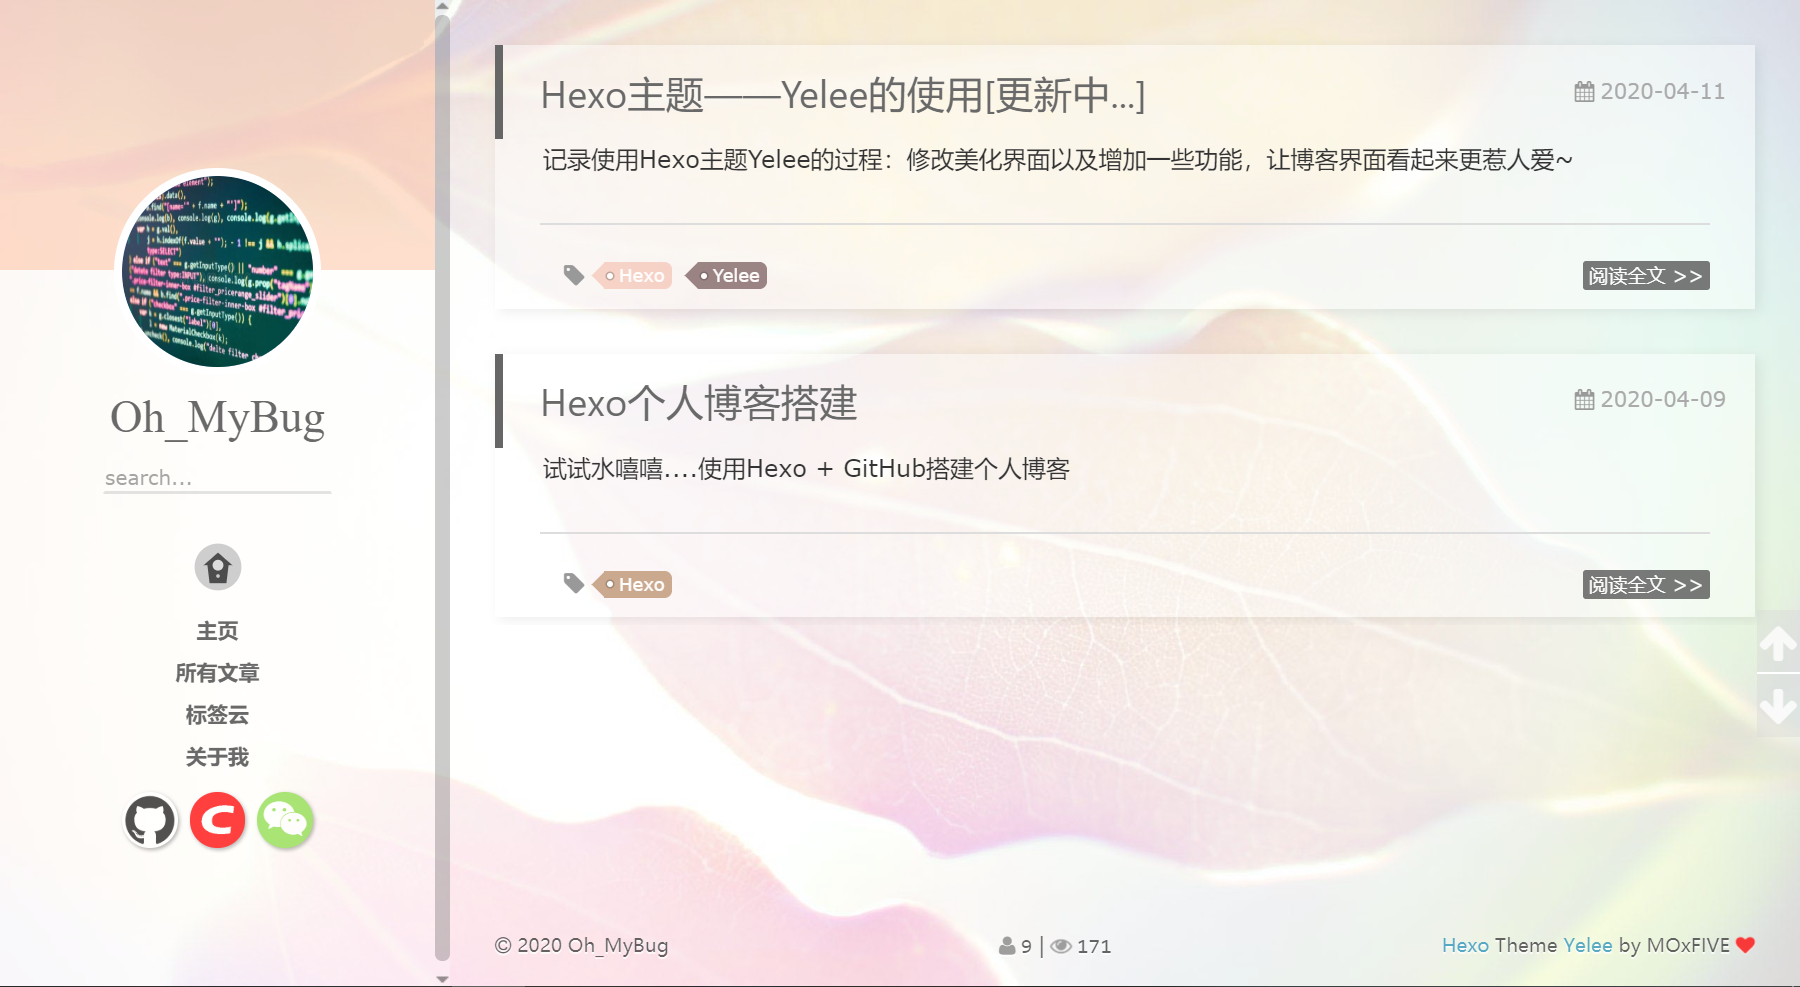 Oh_MyBug
search...
主页
所有文章
标签云
关于我
Hexo主题——Yelee的使用[更新中...]
2020-04-11
记录使用Hexo主题Yelee的过程：修改美化界面以及增加一些功能，让博客界面看起来更惹人爱~
Hexo
Yelee
阅读全文 >>
Hexo个人博客搭建
2020-04-09
试试水嘻嘻....使用Hexo + GitHub搭建个人博客
Hexo
阅读全文 >>
© 2020 Oh_MyBug
9 | 171
Hexo Theme Yelee by MOxFIVE